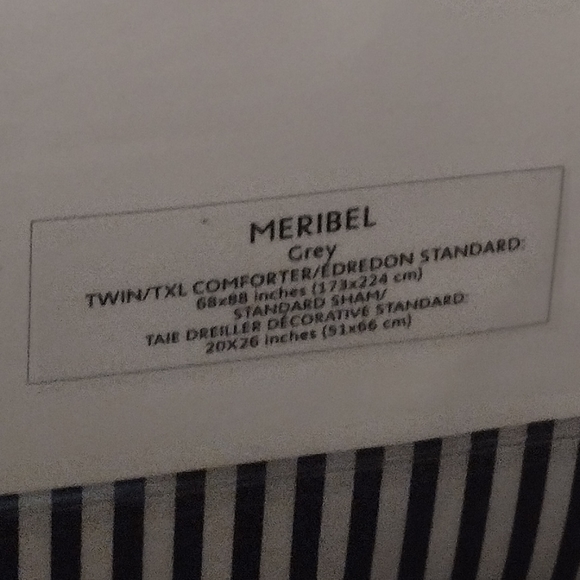 MERIBEL
Grey
TWIN/TXL COMFORTER/ÉDREDON STANDARD:
68x88 inches (173x224 cm)
STANDARD SHAM/
TAIE DREILLER DÉCORATIVE STANDARD:
20X26 inches (51x66 cm)